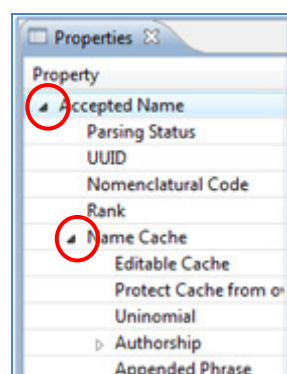 Properties
Property
Accepted Name
Parsing Status
UUID
Nomenclatural Code
Rank
Name Cache
Editable Cache
Protect Cache from
Uninomial
Authorship
Appended Phrase